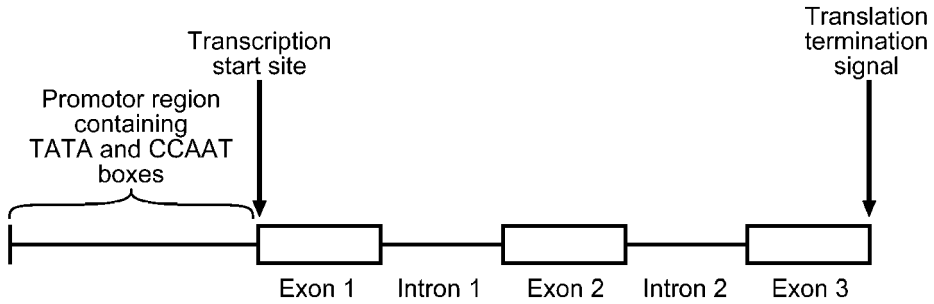 Transcription
start site
Translation
termination
signal
Promotor region
containing
TATA and CCAAT
boxes
Exon 1
Intron 1
Exon 2
Intron 2
Exon 3